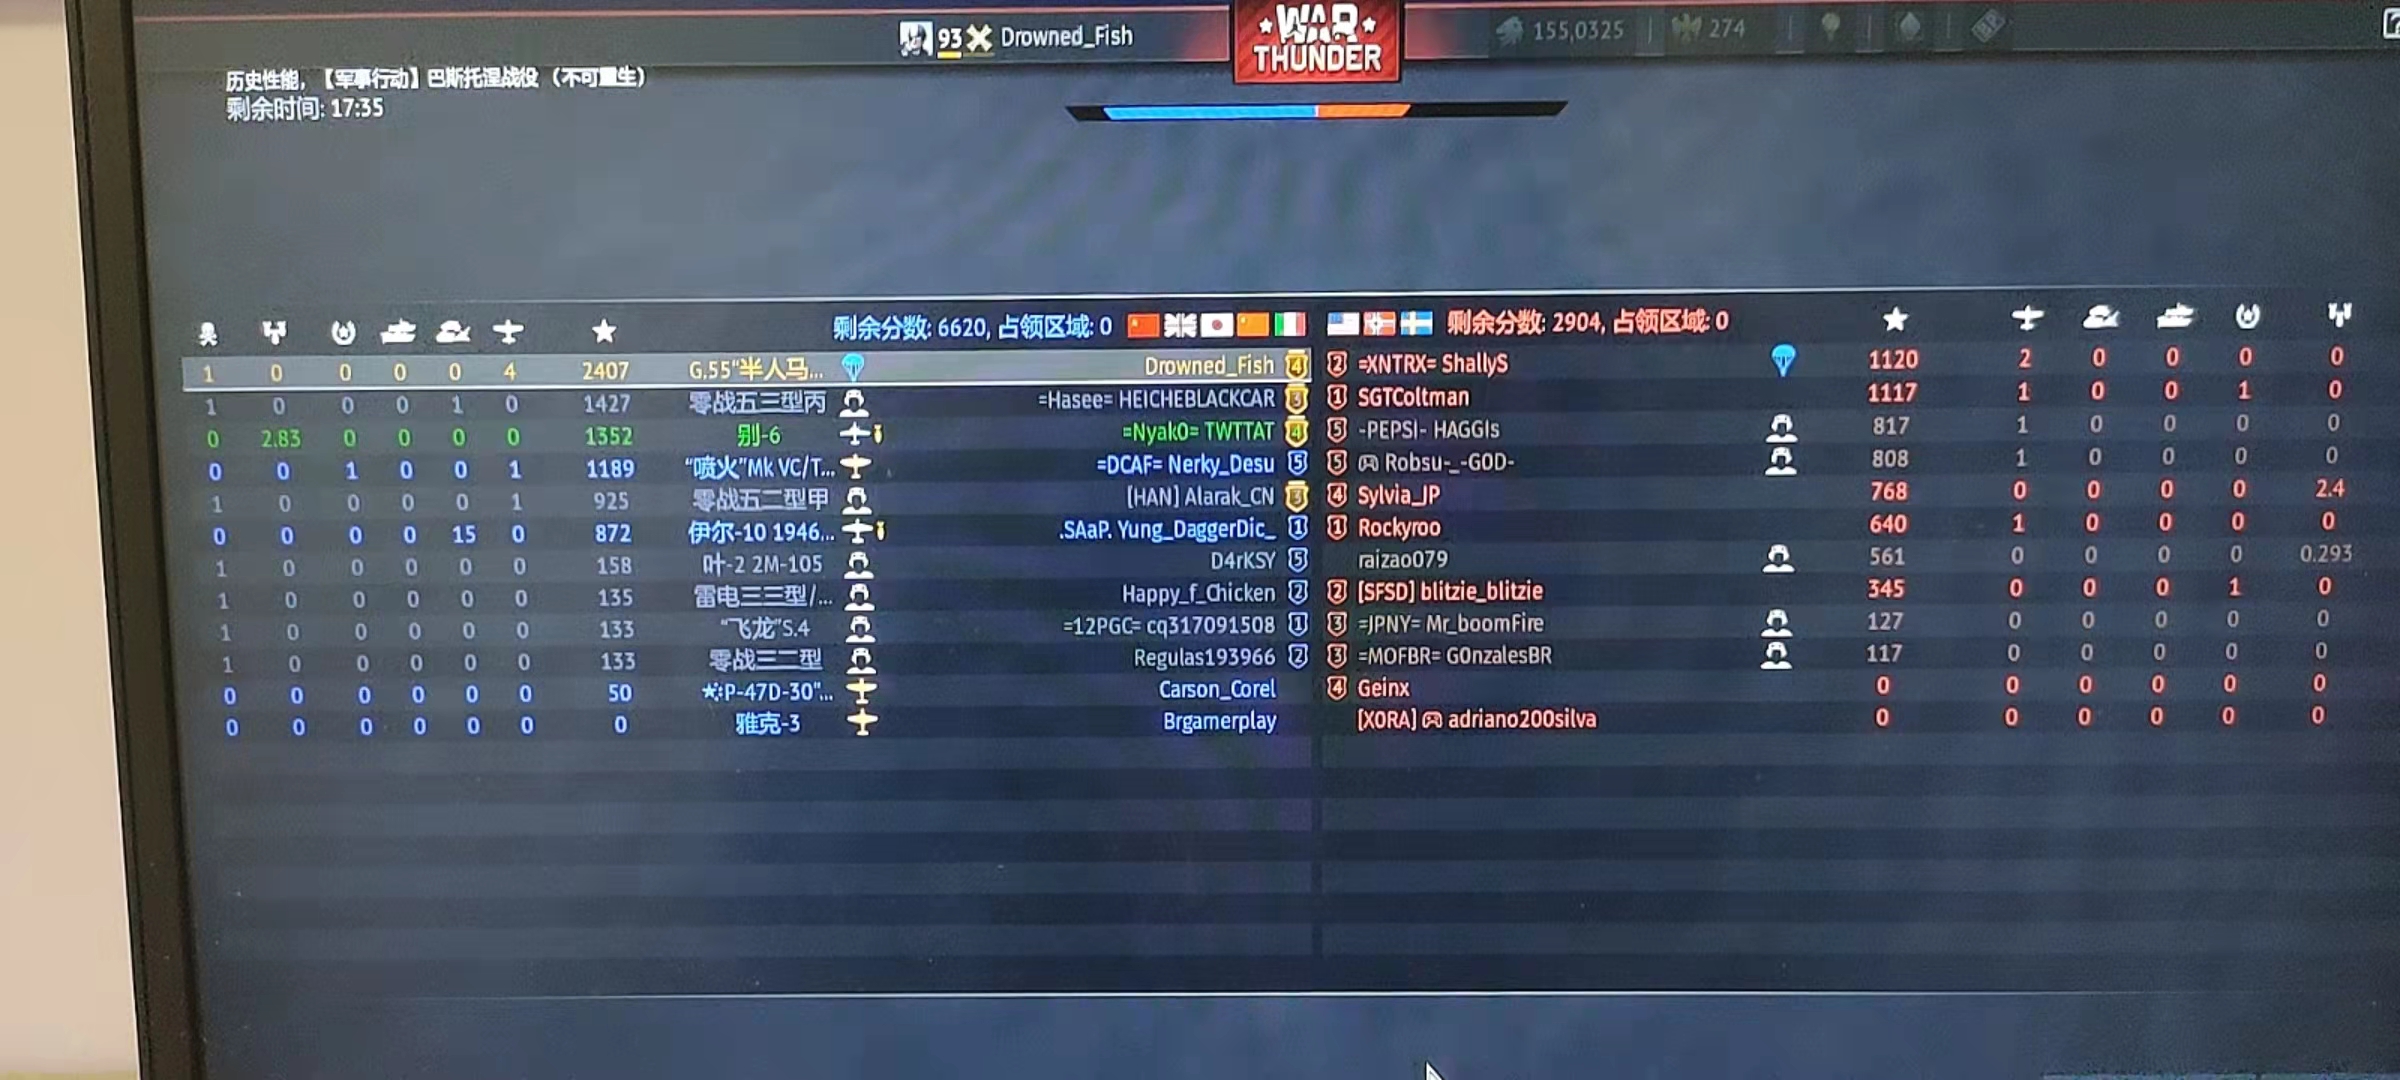 93 Drowned_Fish
WAR THUNDER
155,0325 274
历史性能，【军事行动】巴斯托涅战役（不可重生）
剩余时间: 17:35
剩余分数: 6620, 占领区域: 0
剩余分数: 2904, 占领区域: 0
1 0 0 0 0 4 2407 G.55"半人马... Drowned_Fish 4 2 =XNTRX= ShallyS 1120 2 0 0 0 0
1 0 0 0 1 0 1427 零战五三型丙 =Hasee= HEICHEBLACKCAR 3 1 SGTColtman 1117 1 0 0 1 0
0 2.83 0 0 0 0 1352 别-6 =Nyak0= TWTTAT 4 5 -PEPSI- HAGGIs 817 1 0 0 0 0
0 0 1 0 0 1 1189 "喷火"Mk VC/T... =DCAF= Nerky_Desu 5 5 Robsu-_-GOD- 808 1 0 0 0 0
1 0 0 0 0 1 925 零战五二型甲 [HAN] Alarak_CN 3 4 Sylvia_JP 768 0 0 0 0 2.4
0 0 0 0 15 0 872 伊尔-10 1946... .SAaP. Yung_DaggerDic_ 1 1 Rockyroo 640 1 0 0 0 0
1 0 0 0 0 0 158 叶-2 2M-105 D4rKSY 5 raizao079 561 0 0 0 0 0.293
1 0 0 0 0 0 135 雷电三三型/... Happy_f_Chicken 2 2 [SFSD] blitzie_blitzie 345 0 0 0 1 0
1 0 0 0 0 0 133 "飞龙"S.4 =12PGC= cq317091508 1 3 =JPNY= Mr_boomFire 127 0 0 0 0 0
1 0 0 0 0 0 133 零战三二型 Regulas193966 2 3 =MOFBR= G0nzalesBR 117 0 0 0 0 0
0 0 0 0 0 0 50 P-47D-30"... Carson_Corel 4 Geinx 0 0 0 0 0 0
0 0 0 0 0 0 0 雅克-3 Brgamerplay [X0RA] adriano200silva 0 0 0 0 0 0